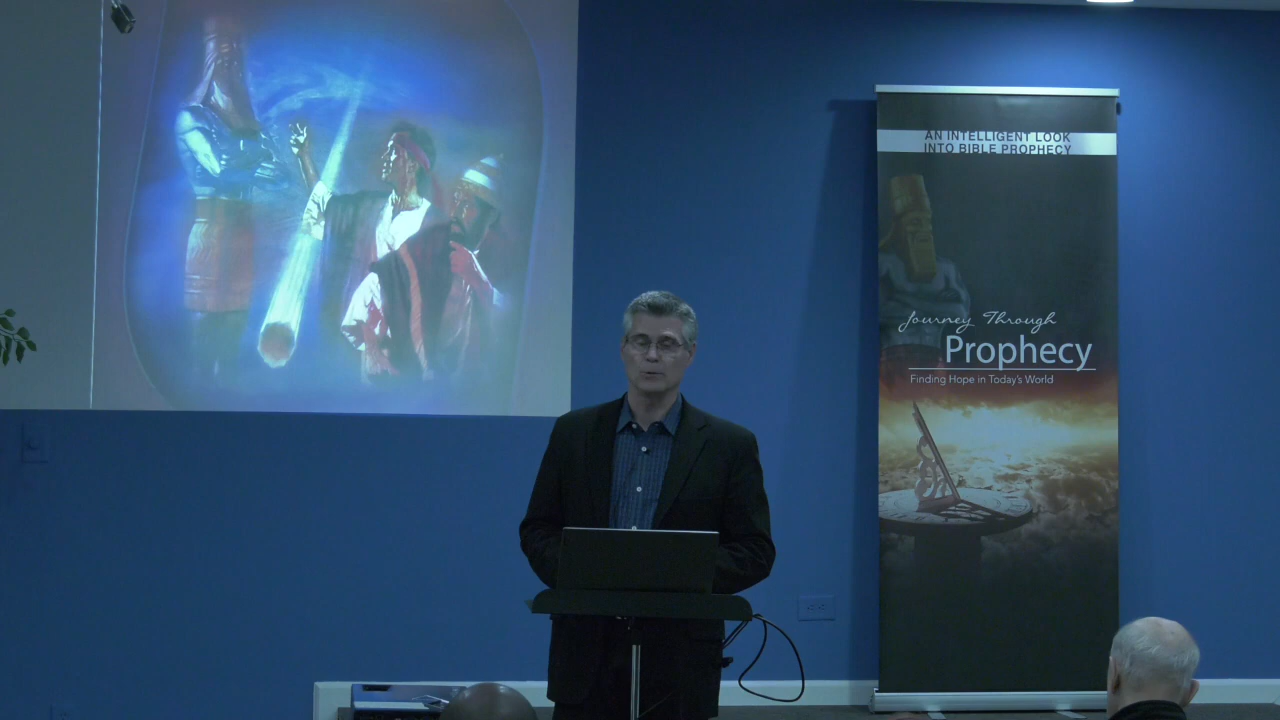 AN INTELLIGENT LOOK
INTO BIBLE PROPHECY
Journey Through
Prophecy
Finding Hope in Today's World